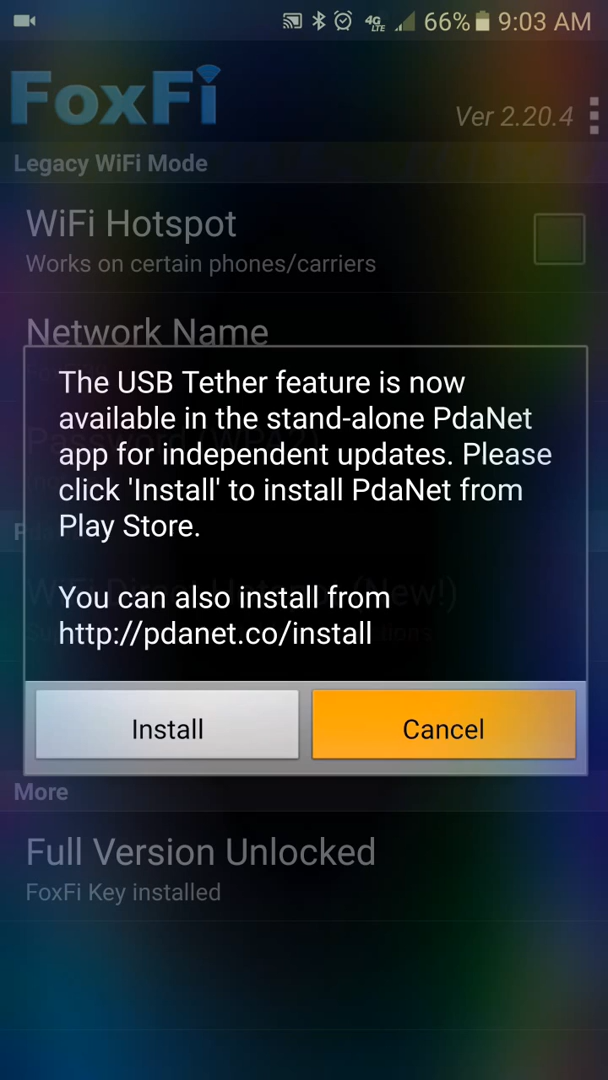 4G LTE 66% 9:03 AM
FoxFi
Ver 2.20.4
Legacy WiFi Mode
WiFi Hotspot
Works on certain phones/carriers
Network Name
The USB Tether feature is now
available in the stand-alone PdaNet
app for independent updates. Please
click 'Install' to install PdaNet from
Play Store.
You can also install from
http://pdanet.co/install
Install
Cancel
More
Full Version Unlocked
FoxFi Key installed